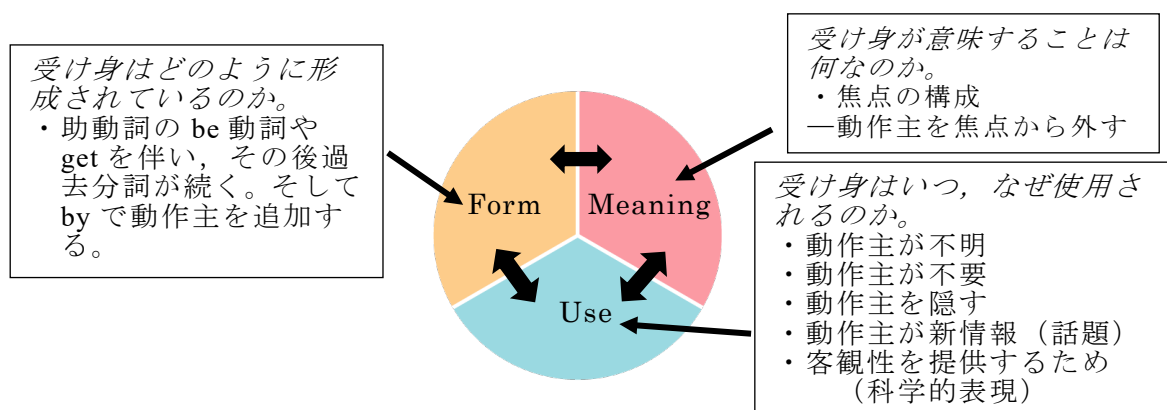 受け身はどのように形
成されているのか。
・助動詞の be 動詞や
get を伴い，その後過
去分詞が続く。そして
by で動作主を追加す
る。
受け身が意味することは
何なのか。
・焦点の構成
―動作主を焦点から外す
Form
Meaning
Use
受け身はいつ，なぜ使用さ
れるのか。
・動作主が不明
・動作主が不要
・動作主を隠す
・動作主が新情報（話題）
・客観性を提供するため
（科学的表現）